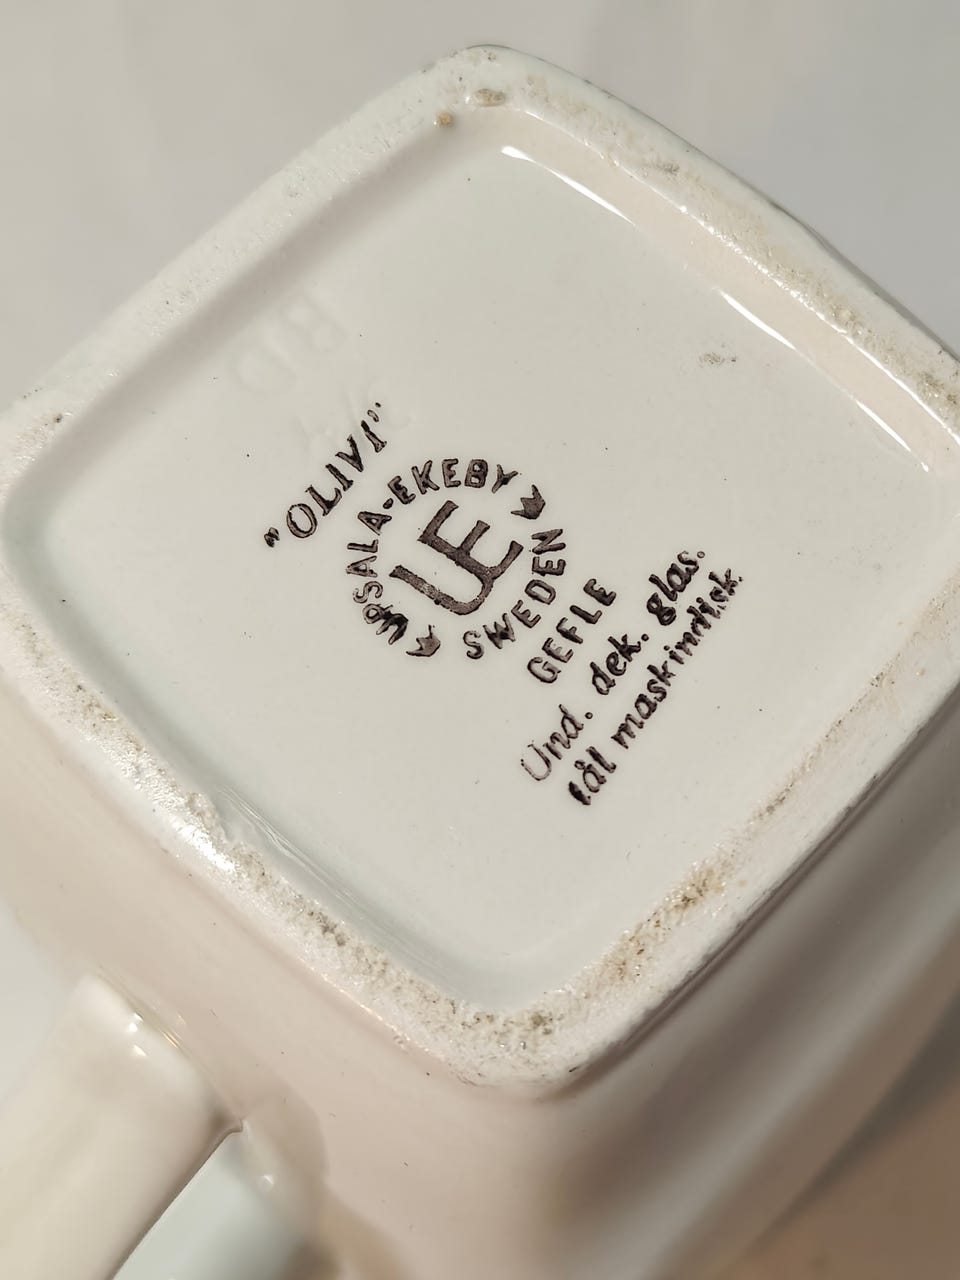 "OLIVI"
UPSALA-EKEBY
UE
SWEDEN
GEFLE
Und. dek. glas.
tål maskindisk.